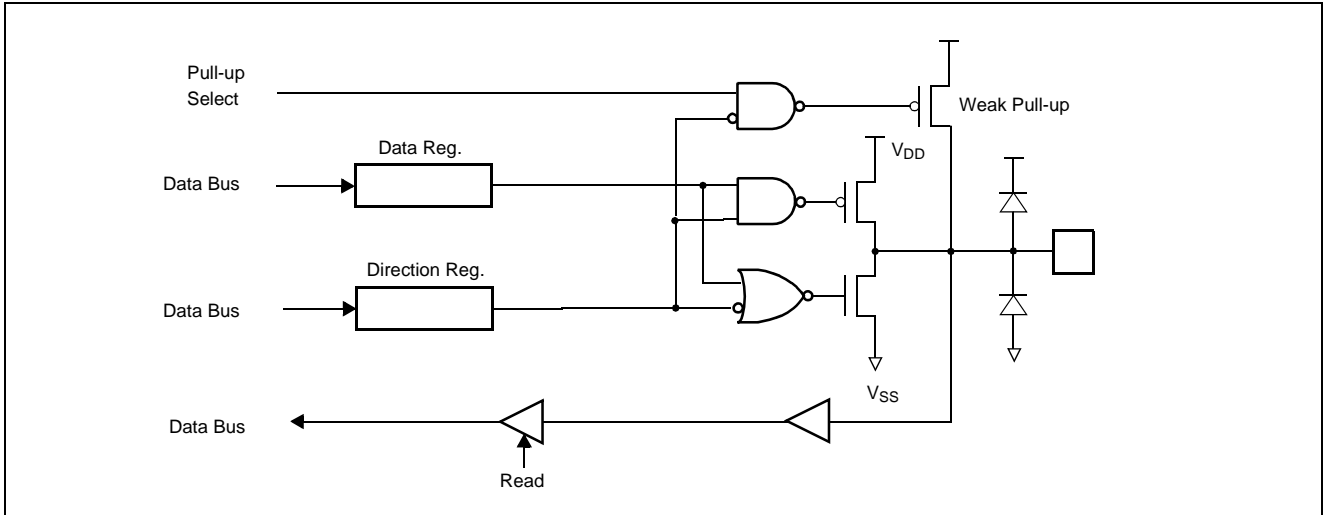 Pull-up
Select
Weak Pull-up
Data Reg.
VDD
Data Bus
Direction Reg.
Data Bus
VSS
Data Bus
Read